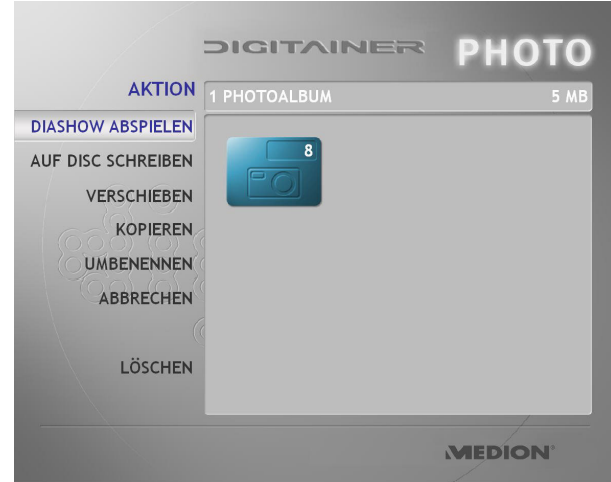 DIGITAINER PHOTO
AKTION
1 PHOTOALBUM 5 MB
DIASHOW ABSPIELEN
AUF DISC SCHREIBEN
VERSCHIEBEN
KOPIEREN
UMBENENNEN
ABBRECHEN
LÖSCHEN
8
MEDION®